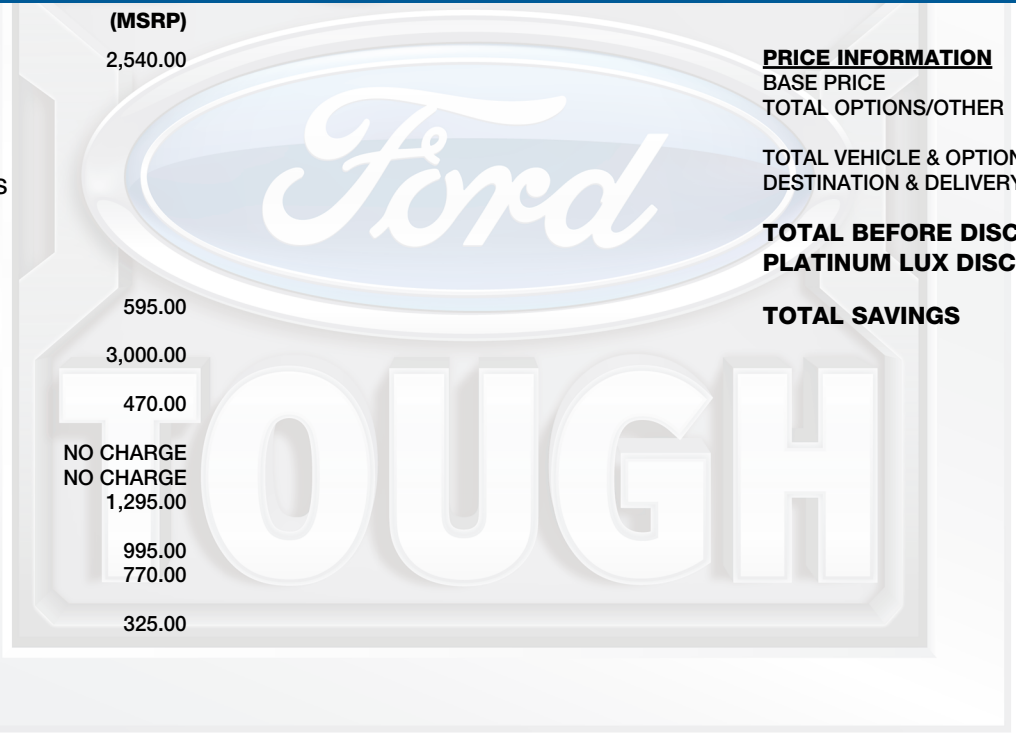 (MSRP)
2,540.00
S
595.00
3,000.00
470.00
NO CHARGE
NO CHARGE
1,295.00
995.00
770.00
325.00
PRICE INFORMATION
BASE PRICE
TOTAL OPTIONS/OTHER
TOTAL VEHICLE & OPTION
DESTINATION & DELIVERY
TOTAL BEFORE DISC
PLATINUM LUX DISC
TOTAL SAVINGS
Ford
TOUGH